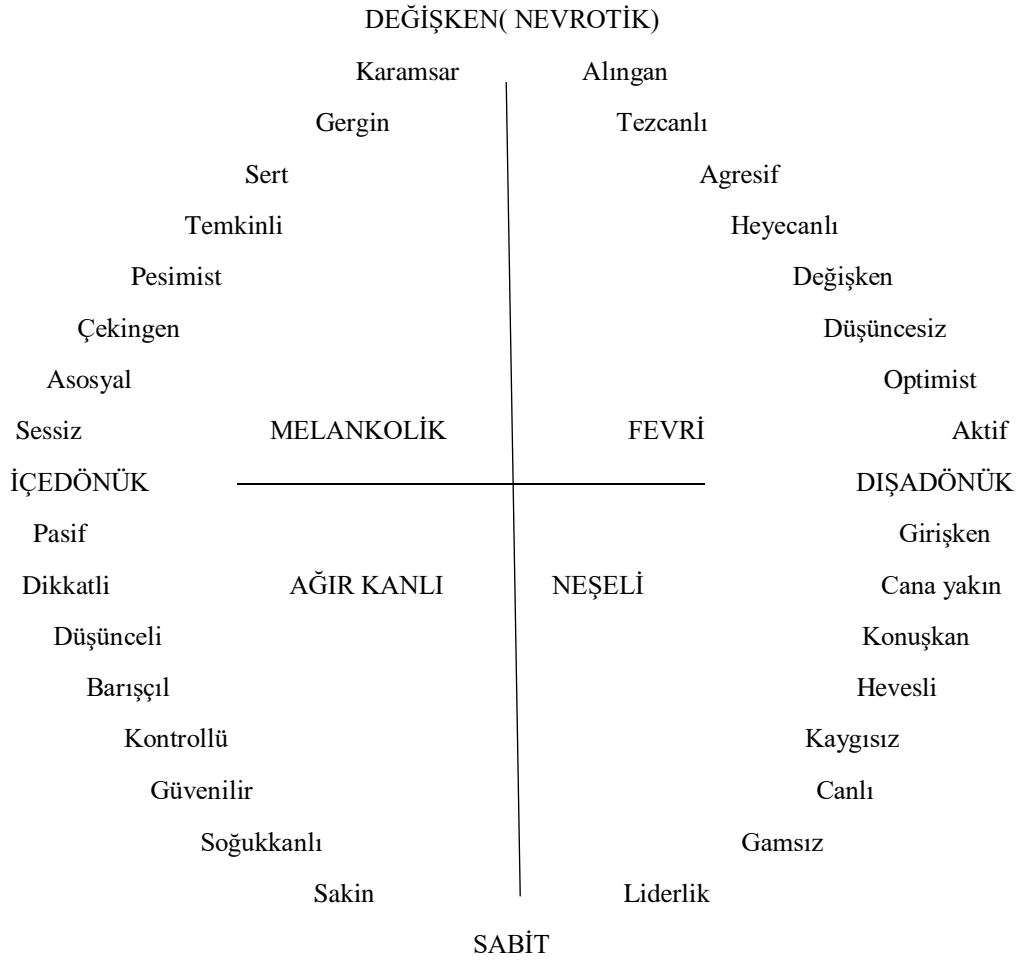 DEĞİŞKEN( NEVROTİK)
Karamsar Alıngan
Gergin Tezcanlı
Sert Agresif
Temkinli Heyecanlı
Pesimist Değişken
Çekingen Düşüncesiz
Asosyal Optimist
Sessiz MELANKOLİK FEVRİ Aktif
İÇEDÖNÜK DIŞADÖNÜK
Pasif Girişken
Dikkatli AĞIR KANLI NEŞELİ Cana yakın
Düşünceli Konuşkan
Barışçıl Hevesli
Kontrollü Kaygısız
Güvenilir Canlı
Soğukkanlı Gamsız
Sakin Liderlik
SABİT